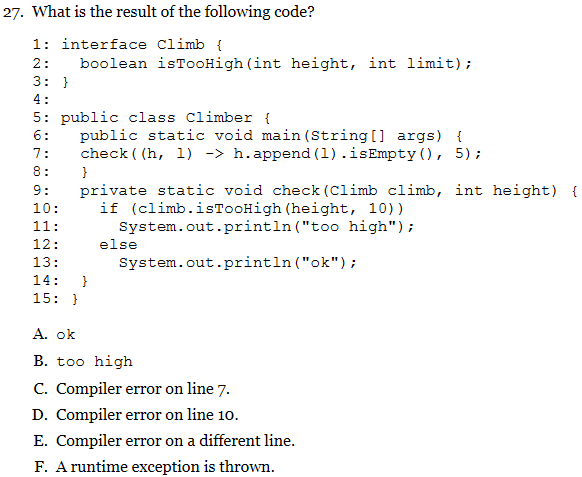 27. What is the result of the following code?
1: interface Climb {
2:   boolean isTooHigh(int height, int limit);
3: }
4:
5: public class Climber {
6:   public static void main(String[] args) {
7:   check((h, l) -> h.append(l).isEmpty(), 5);
8:   }
9:   private static void check(Climb climb, int height) {
10:    if (climb.isTooHigh(height, 10))
11:      System.out.println("too high");
12:    else
13:      System.out.println("ok");
14:  }
15: }
A. ok
B. too high
C. Compiler error on line 7.
D. Compiler error on line 10.
E. Compiler error on a different line.
F. A runtime exception is thrown.